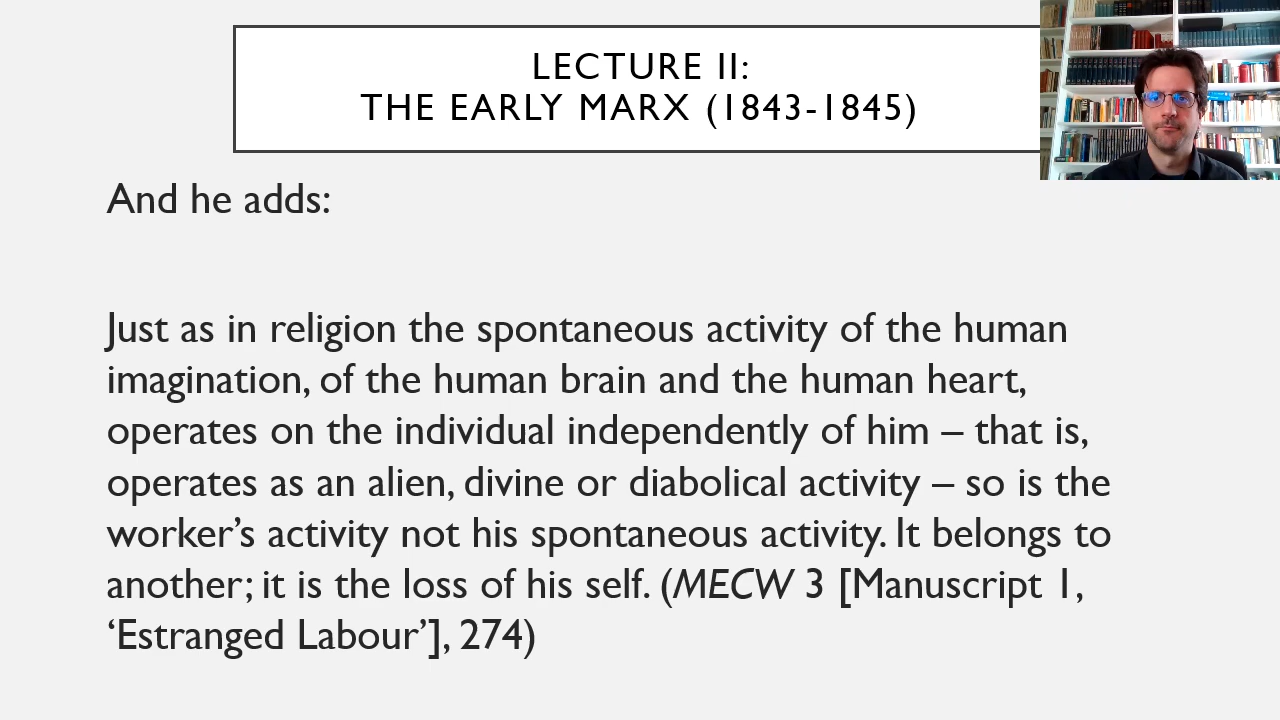 LECTURE II:
THE EARLY MARX (1843-1845)
And he adds:
Just as in religion the spontaneous activity of the human
imagination, of the human brain and the human heart,
operates on the individual independently of him – that is,
operates as an alien, divine or diabolical activity – so is the
worker’s activity not his spontaneous activity. It belongs to
another; it is the loss of his self. (MECW 3 [Manuscript 1,
‘Estranged Labour’], 274)